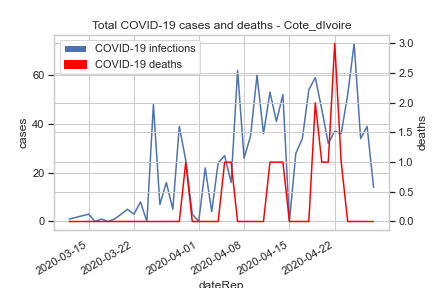 Total COVID-19 cases and deaths - Cote_dIvoire
COVID-19 infections
COVID-19 deaths
cases
60
40
20
0
deaths
3.0
2.5
2.0
1.5
1.0
0.5
0.0
2020-03-15
2020-03-22
2020-04-01
2020-04-08
2020-04-15
2020-04-22
dateRep